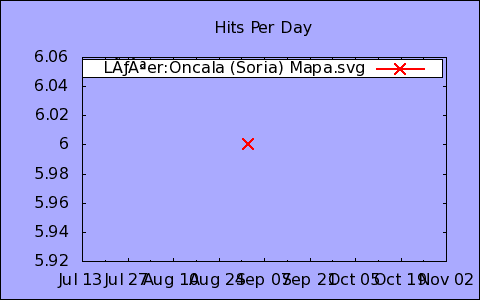 Hits Per Day
6.06
LÃƒÂªer:Oncala (Soria) Mapa.svg
6.04
6.02
6
5.98
5.96
5.94
5.92
Jul 13 Jul 27 Aug 10 Aug 24 Sep 07 Sep 21 Oct 05 Oct 19 Nov 02